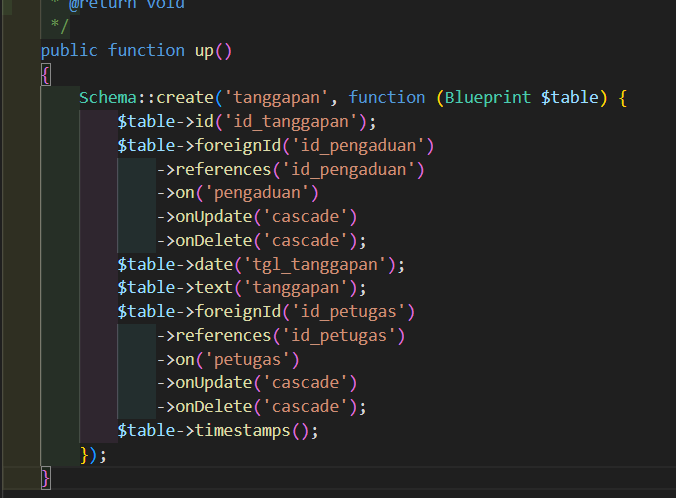 * @return void
*/
public function up()
{
Schema::create('tanggapan', function (Blueprint $table) {
$table->id('id_tanggapan');
$table->foreignId('id_pengaduan')
->references('id_pengaduan')
->on('pengaduan')
->onUpdate('cascade')
->onDelete('cascade');
$table->date('tgl_tanggapan');
$table->text('tanggapan');
$table->foreignId('id_petugas')
->references('id_petugas')
->on('petugas')
->onUpdate('cascade')
->onDelete('cascade');
$table->timestamps();
});
}